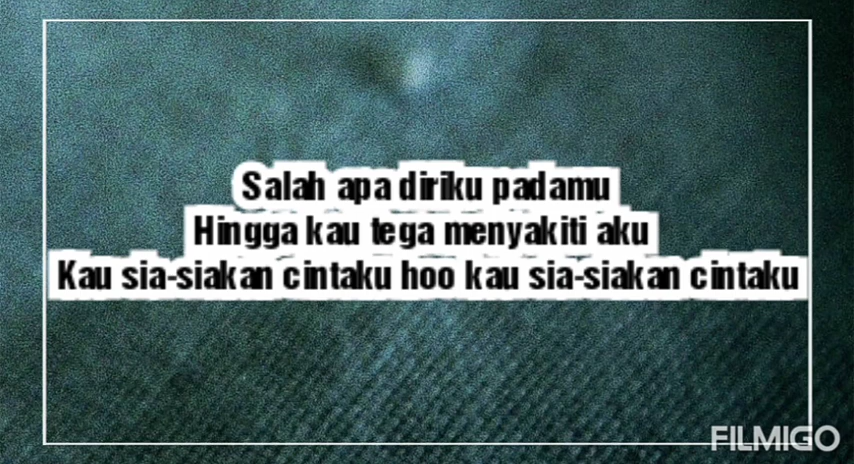 Salah apa diriku padamu
Hingga kau tega menyakiti aku
Kau sia-siakan cintaku hoo kau sia-siakan cintaku
FILMIGO